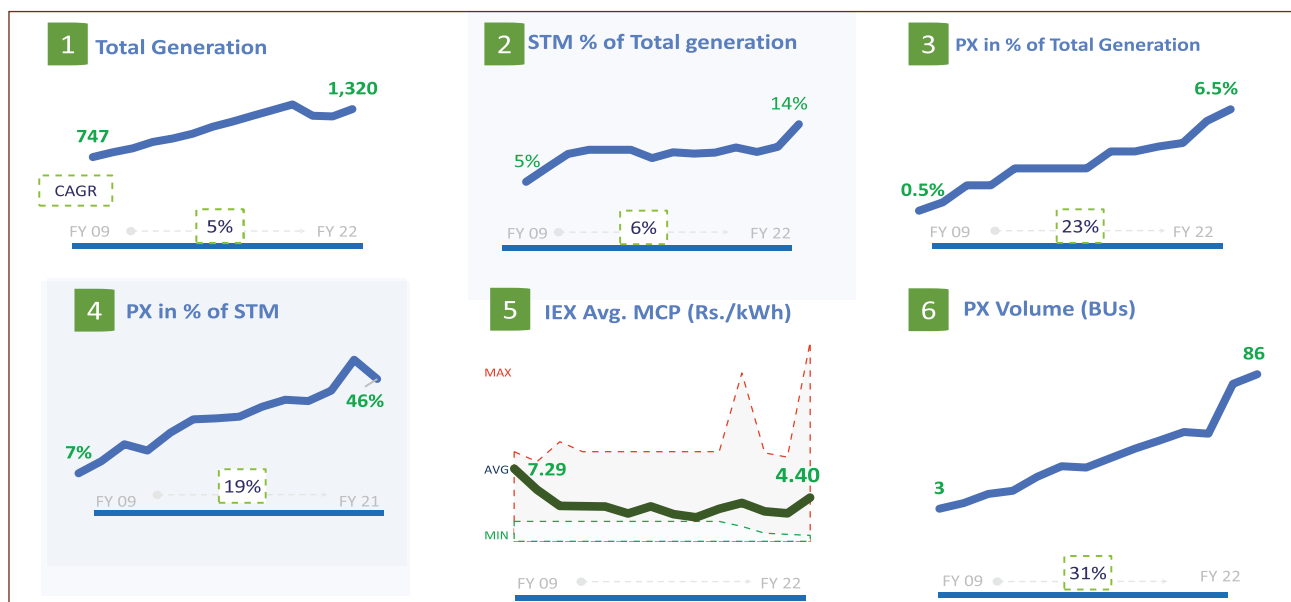 1 Total Generation
1,320
747
CAGR
5%
FY 09 FY 22
2 STM % of Total generation
14%
5%
6%
FY 09 FY 22
3 PX in % of Total Generation
6.5%
0.5%
23%
FY 09 FY 22
4 PX in % of STM
46%
7%
19%
FY 09 FY 21
5 IEX Avg. MCP (Rs./kWh)
MAX
AVG 7.29 4.40
MIN
FY 09 FY 22
6 PX Volume (BUs)
86
3
31%
FY 09 FY 22